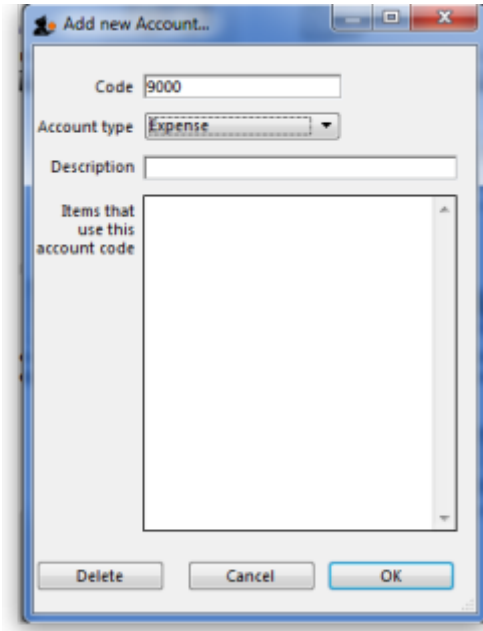 Add new Account...
Code 9000
Account type Expense
Description
Items that
use this
account code
Delete Cancel OK